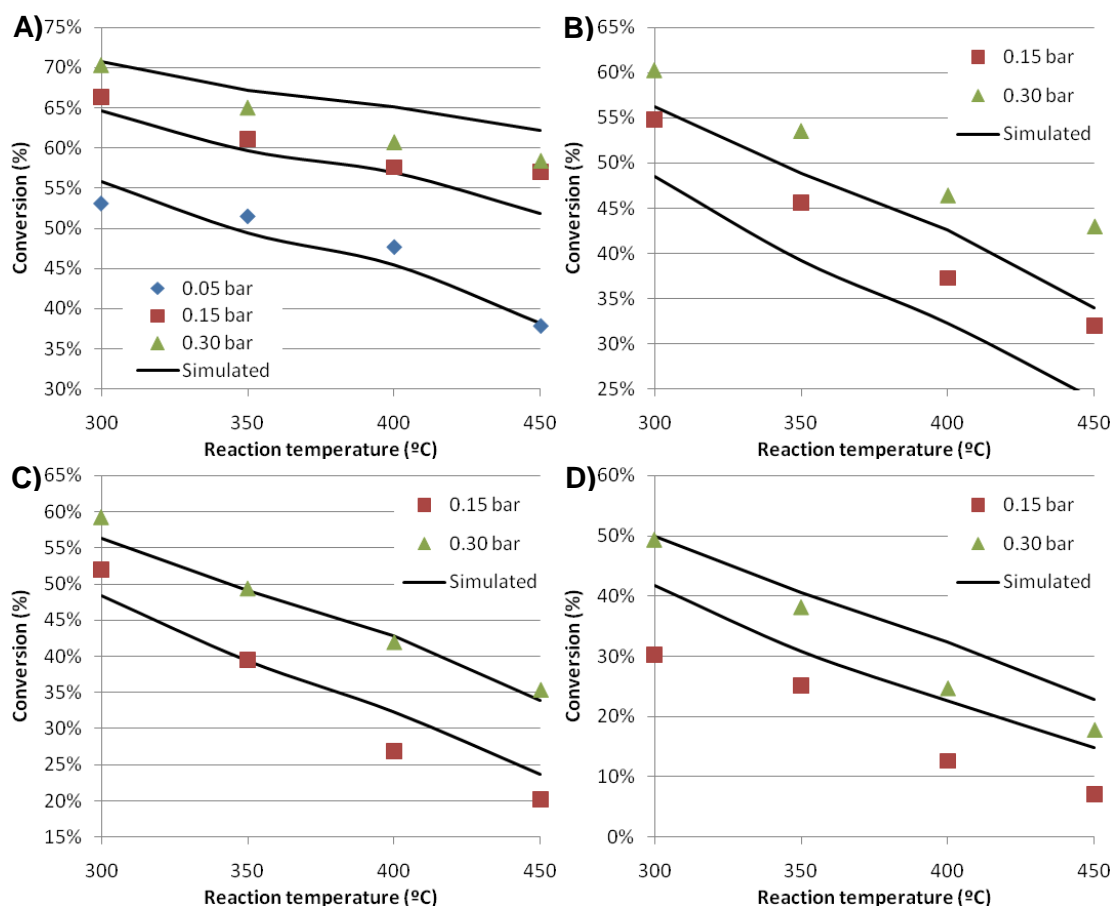 A)
Conversion (%)
75%
70%
65%
60%
55%
50%
45%
40%
35%
30%
0.05 bar
0.15 bar
0.30 bar
Simulated
300
350
400
450
Reaction temperature (ºC)
B)
Conversion (%)
65%
60%
55%
50%
45%
40%
35%
30%
25%
0.15 bar
0.30 bar
Simulated
300
350
400
450
Reaction temperature (ºC)
C)
Conversion (%)
65%
60%
55%
50%
45%
40%
35%
30%
25%
20%
15%
0.15 bar
0.30 bar
Simulated
300
350
400
450
Reaction temperature (ºC)
D)
Conversion (%)
60%
50%
40%
30%
20%
10%
0%
0.15 bar
0.30 bar
Simulated
300
350
400
450
Reaction temperature (ºC)